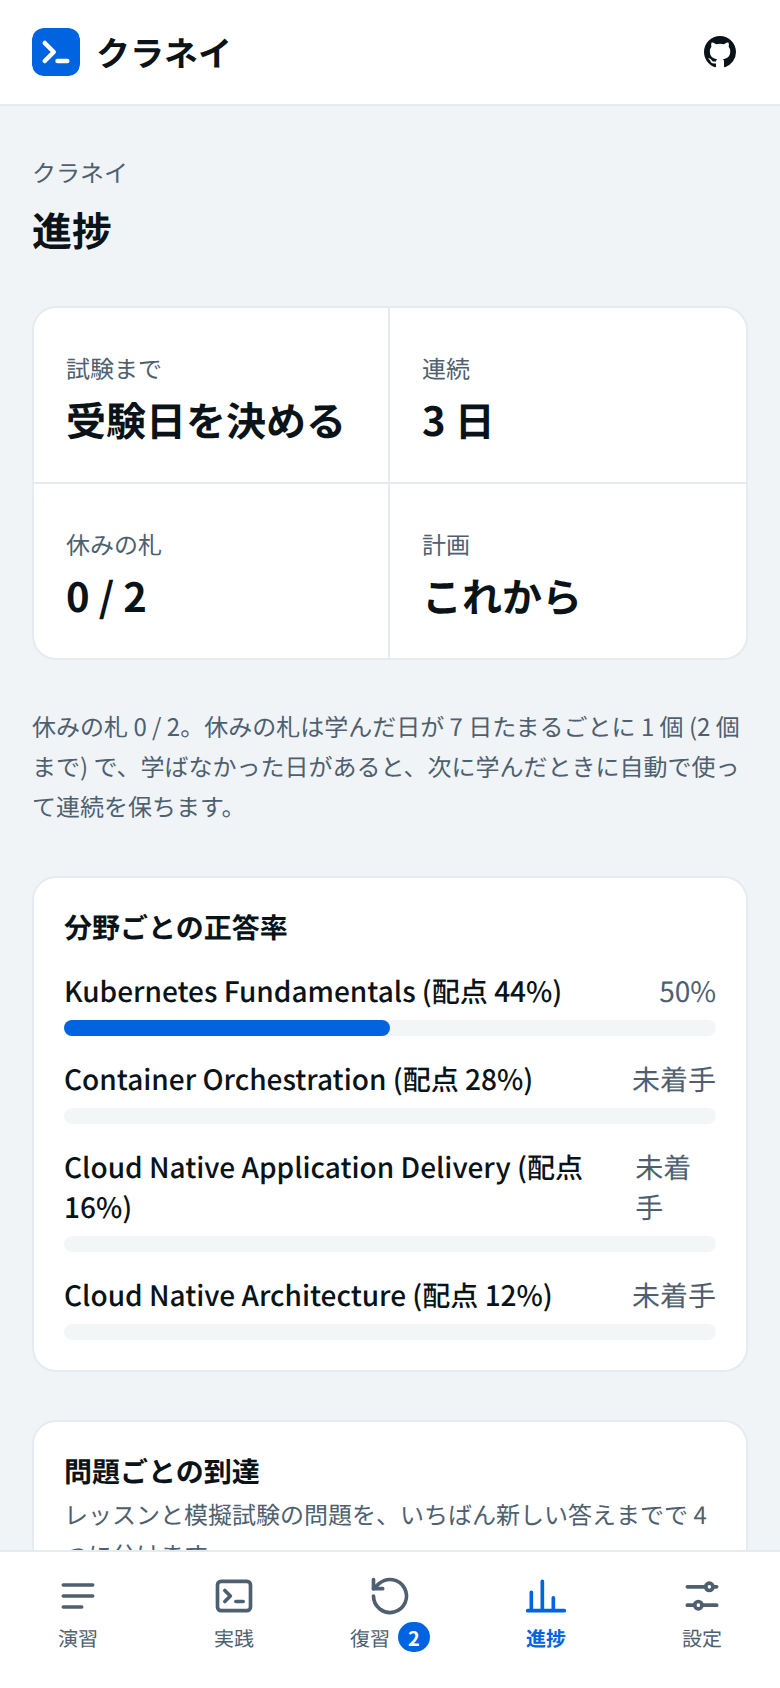 クラネイ
クラネイ
進捗
試験まで
受験日を決める
連続
3 日
休みの札
0 / 2
計画
これから
休みの札 0 / 2。休みの札は学んだ日が 7 日たまるごとに 1 個 (2 個
まで) で、学ばなかった日があると、次に学んだときに自動で使っ
て連続を保ちます。
分野ごとの正答率
Kubernetes Fundamentals (配点 44%)
50%
Container Orchestration (配点 28%)
未着手
Cloud Native Application Delivery (配点
16%)
未着
手
Cloud Native Architecture (配点 12%)
未着手
問題ごとの到達
レッスンと模擬試験の問題を、いちばん新しい答えまでで 4
つに分けます。
演習
実践
復習 2
進捗
設定